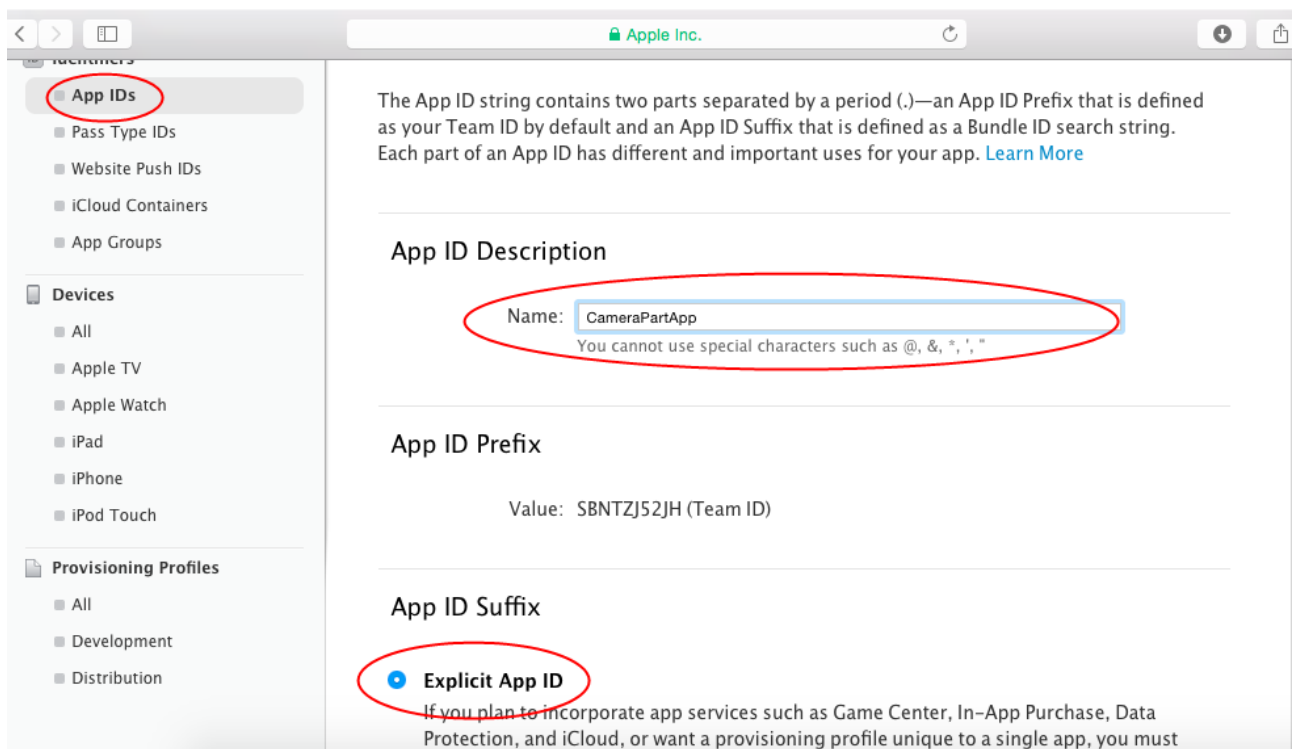 Apple Inc.
Identifiers
App IDs
Pass Type IDs
Website Push IDs
iCloud Containers
App Groups
Devices
All
Apple TV
Apple Watch
iPad
iPhone
iPod Touch
Provisioning Profiles
All
Development
Distribution
The App ID string contains two parts separated by a period (.)—an App ID Prefix that is defined
as your Team ID by default and an App ID Suffix that is defined as a Bundle ID search string.
Each part of an App ID has different and important uses for your app. Learn More
App ID Description
Name: CameraPartApp
You cannot use special characters such as @, &, *, ', "
App ID Prefix
Value: SBNTZJ52JH (Team ID)
App ID Suffix
Explicit App ID
If you plan to incorporate app services such as Game Center, In-App Purchase, Data
Protection, and iCloud, or want a provisioning profile unique to a single app, you must